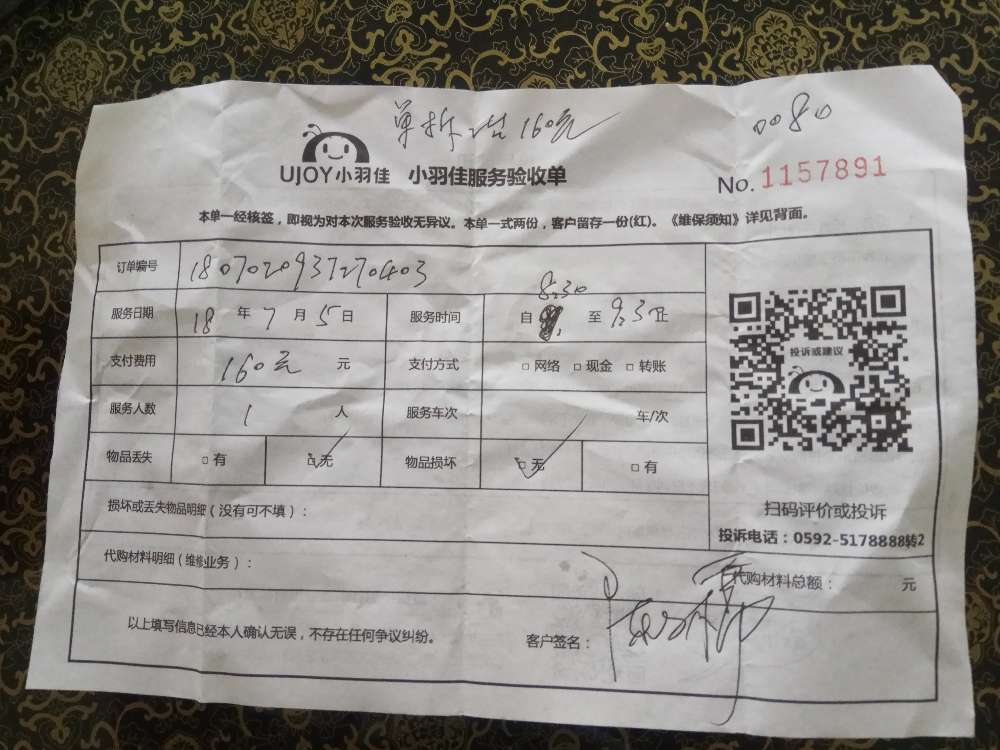 单拆 160元
0080
UJOY小羽佳 小羽佳服务验收单
No. 1157891
本单一经核签，即视为对本次服务验收无异议。本单一式两份，客户留存一份(红)。《维保须知》详见背面。
订单编号 180702093727040​3
服务日期 18 年 7 月 5 日 服务时间 自 8:30 至 9:30 止
支付费用 160元 元 支付方式 □ 网络 □ 现金 □ 转账
服务人数 1 人 服务车次 车/次
物品丢失 □ 有 □ 无 物品损坏 □ 无 □ 有
损坏或丢失物品明细（没有可不填）：
代购材料明细（维修业务）：
代购材料总额： 元
以上填写信息已经本人确认无误，不存在任何争议纠纷。
客户签名：
投诉或建议
扫码评价或投诉
投诉电话：0592-5178888转2